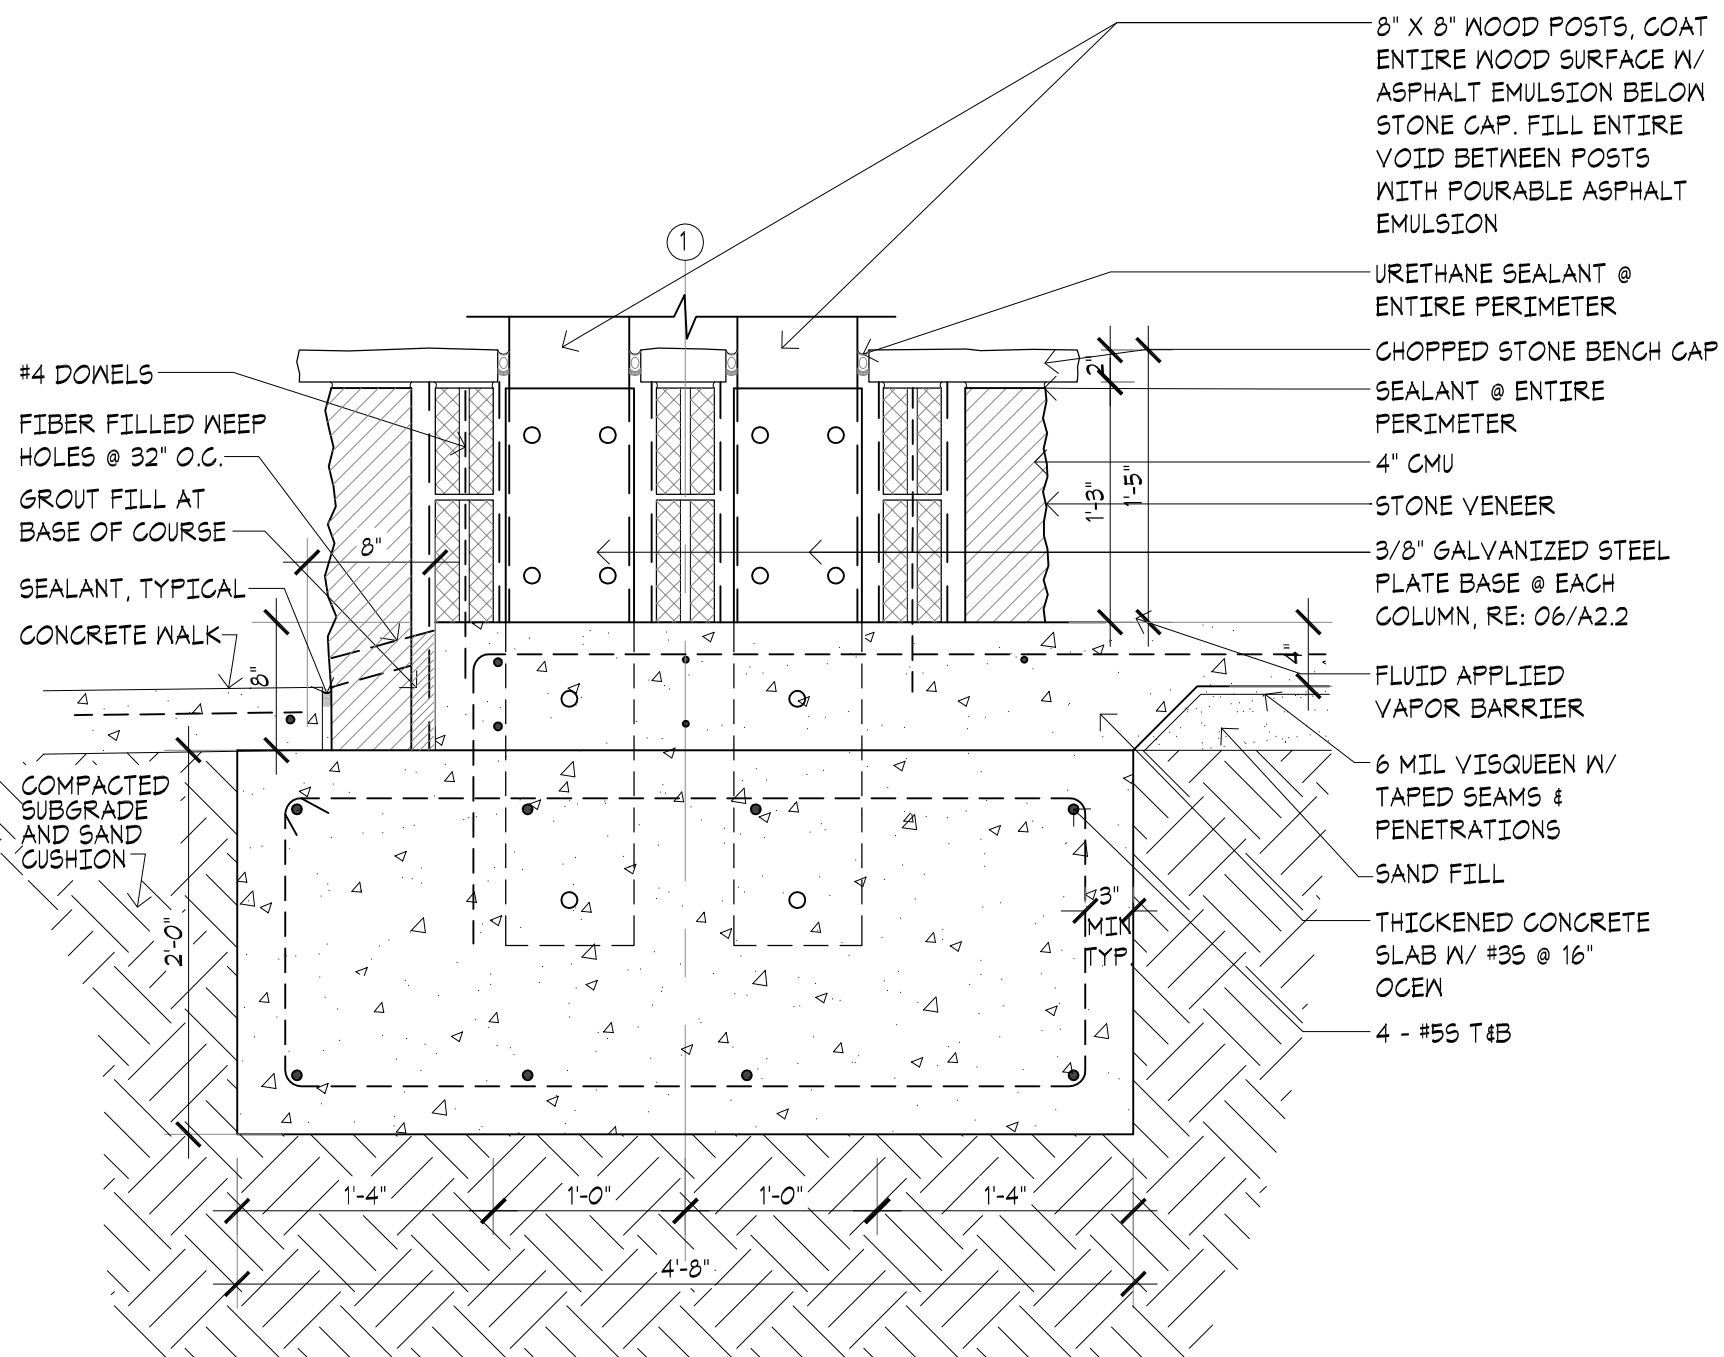 8" X 8" WOOD POSTS, COAT
ENTIRE WOOD SURFACE W/
ASPHALT EMULSION BELOW
STONE CAP. FILL ENTIRE
VOID BETWEEN POSTS
WITH POURABLE ASPHALT
EMULSION
1
URETHANE SEALANT @
ENTIRE PERIMETER
CHOPPED STONE BENCH CAP
SEALANT @ ENTIRE
PERIMETER
4" CMU
STONE VENEER
3/8" GALVANIZED STEEL
PLATE BASE @ EACH
COLUMN, RE: 06/A2.2
FLUID APPLIED
VAPOR BARRIER
6 MIL VISQUEEN W/
TAPED SEAMS &
PENETRATIONS
SAND FILL
THICKENED CONCRETE
SLAB W/ #3S @ 16"
OCEW
4 - #5S T&B
#4 DOWELS
FIBER FILLED WEEP
HOLES @ 32" O.C.
GROUT FILL AT
BASE OF COURSE
SEALANT, TYPICAL
CONCRETE WALK
COMPACTED
SUBGRADE
AND SAND
CUSHION
2"
1'-3"
1'-5"
8"
8"
4"
2'-0"
3"
MIN
TYP.
1'-4"
1'-0"
1'-0"
1'-4"
4'-8"